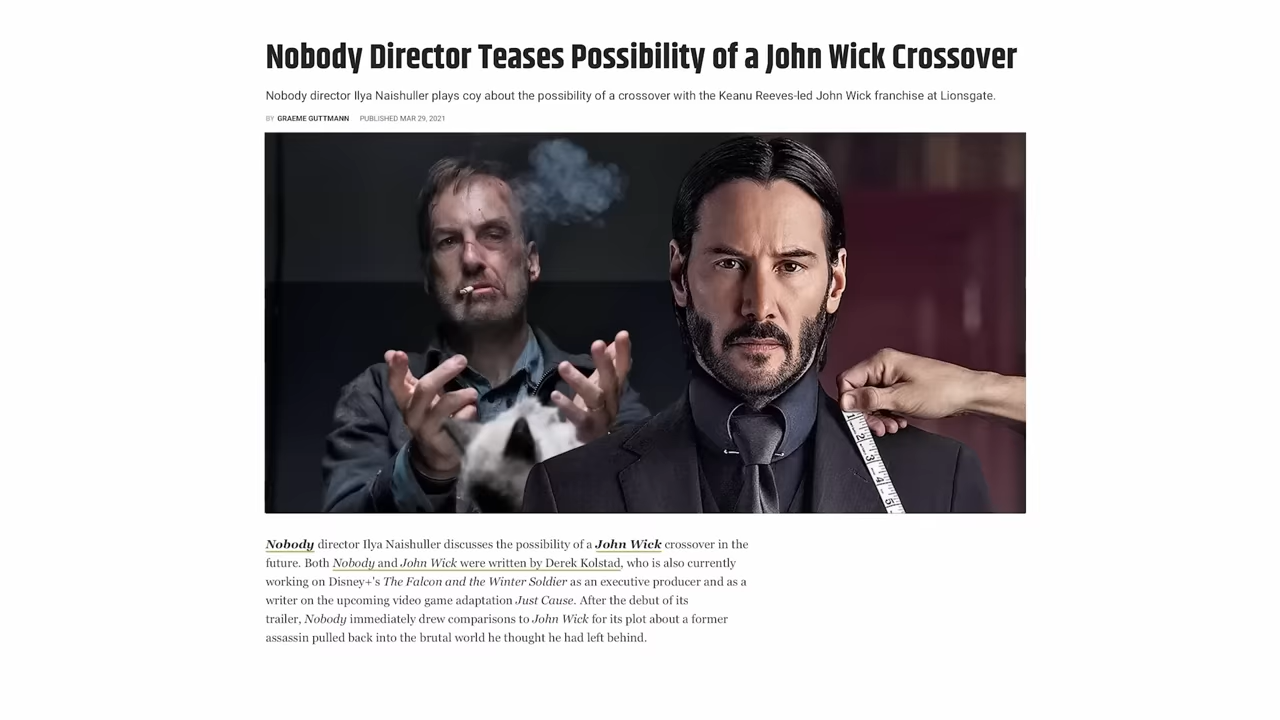 Nobody Director Teases Possibility of a John Wick Crossover
Nobody director Ilya Naishuller plays coy about the possibility of a crossover with the Keanu Reeves-led John Wick franchise at Lionsgate.
BY GRAEME GUTTMANN PUBLISHED MAR 29, 2021
1
2
3
4
5
Nobody director Ilya Naishuller discusses the possibility of a John Wick crossover in the
future. Both Nobody and John Wick were written by Derek Kolstad, who is also currently
working on Disney+'s The Falcon and the Winter Soldier as an executive producer and as a
writer on the upcoming video game adaptation Just Cause. After the debut of its
trailer, Nobody immediately drew comparisons to John Wick for its plot about a former
assassin pulled back into the brutal world he thought he had left behind.